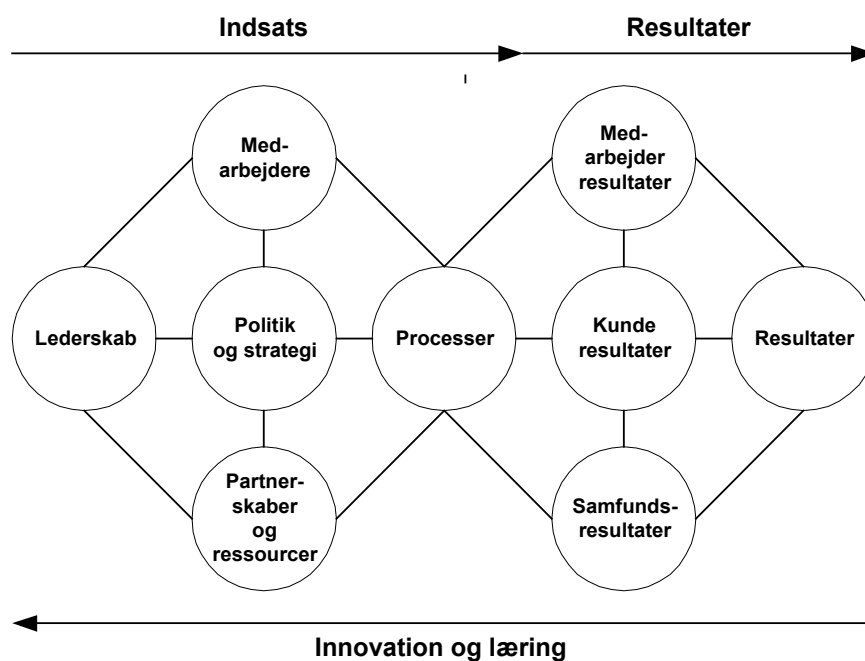 Indsats
Resultater
Med-
arbejdere
Med-
arbejder
resultater
Lederskab
Politik
og strategi
Processer
Kunde
resultater
Resultater
Partner-
skaber
og
ressourcer
Samfunds-
resultater
Innovation og læring